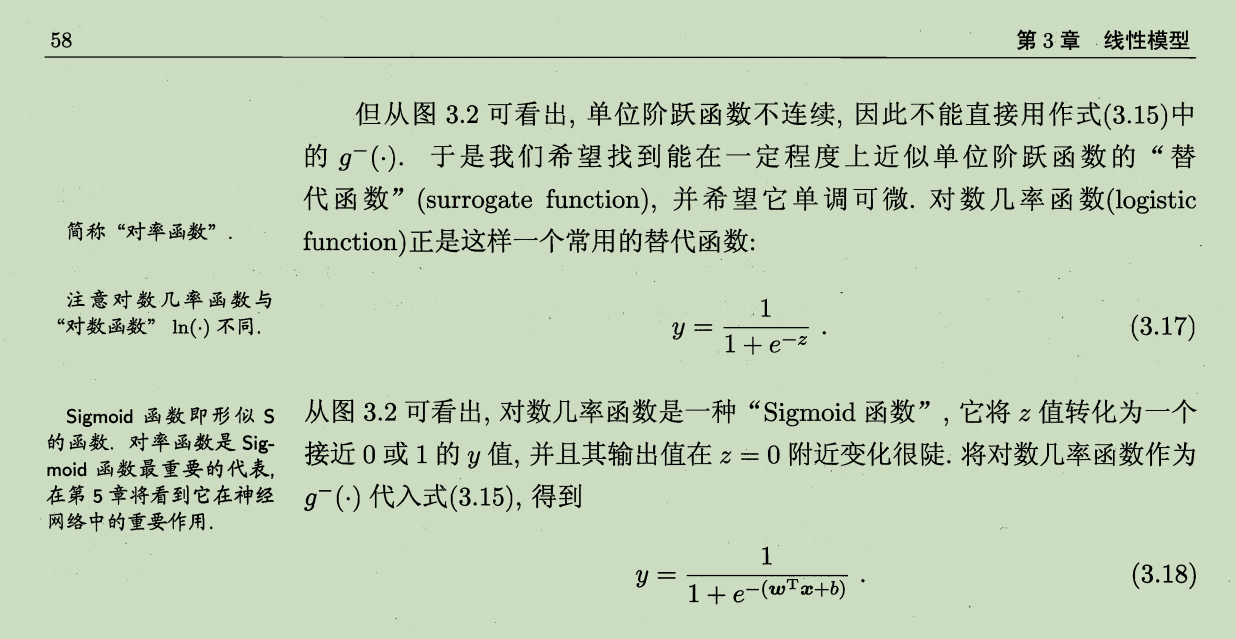 58
第 3 章 线性模型
但从图 3.2 可看出, 单位阶跃函数不连续, 因此不能直接用作式(3.15)中
的 g⁻(·). 于是我们希望找到能在一定程度上近似单位阶跃函数的“替
代函数”(surrogate function), 并希望它单调可微. 对数几率函数(logistic
function)正是这样一个常用的替代函数:
简称“对率函数”.
注意对数几率函数与
“对数函数” ln(·) 不同.
y = 1 / (1 + e^{-z}) . (3.17)
Sigmoid 函数即形似 S
的函数. 对率函数是 Sig-
moid 函数最重要的代表,
在第 5 章将看到它在神经
网络中的重要作用.
从图 3.2 可看出, 对数几率函数是一种“Sigmoid 函数”, 它将 z 值转化为一个
接近 0 或 1 的 y 值, 并且其输出值在 z = 0 附近变化很陡. 将对数几率函数作为
g⁻(·) 代入式(3.15), 得到
y = 1 / (1 + e^{-(w^T x+b)}) . (3.18)